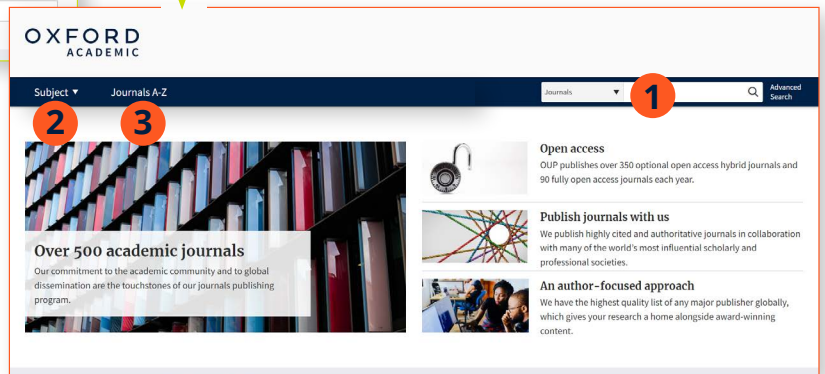 OXFORD
ACADEMIC
Subject ▼ Journals A-Z
Journals ▼ 1
Advanced
Search
2 3
Over 500 academic journals
Our commitment to the academic community and to global
dissemination are the touchstones of our journals publishing
program.
Open access
OUP publishes over 350 optional open access hybrid journals and
90 fully open access journals each year.
Publish journals with us
We publish highly cited and authoritative journals in collaboration
with many of the world's most influential scholarly and
professional societies.
An author-focused approach
We have the highest quality list of any major publisher globally,
which gives your research a home alongside award-winning
content.